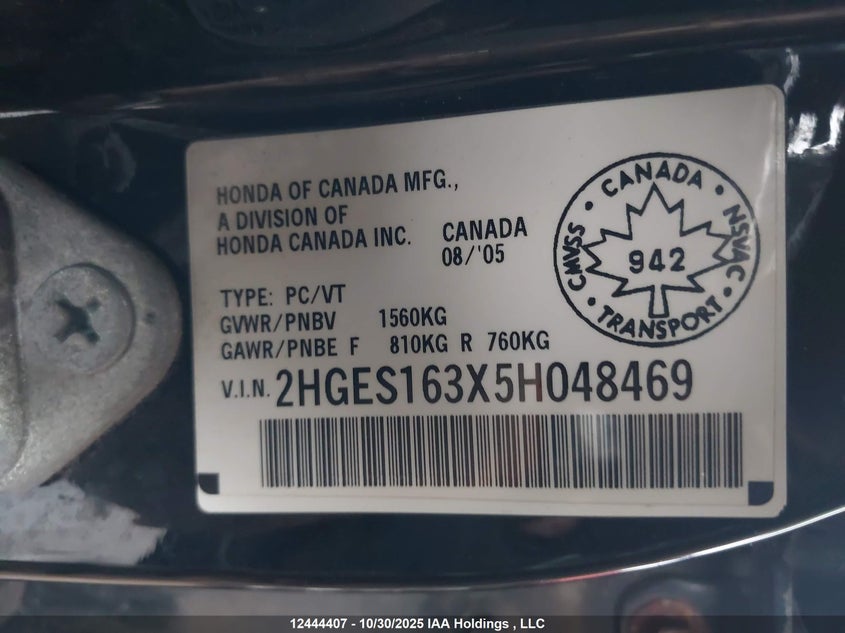 HONDA OF CANADA MFG.,
A DIVISION OF
HONDA CANADA INC.
CANADA
08/'05
TYPE: PC/VT
GVWR/PNBV 1560KG
GAWR/PNBE F 810KG R 760KG
V.I.N. 2HGES163X5H048469
CANADA
CMVSS • NSVAC
942
TRANSPORT
12444407 - 10/30/2025 IAA Holdings , LLC